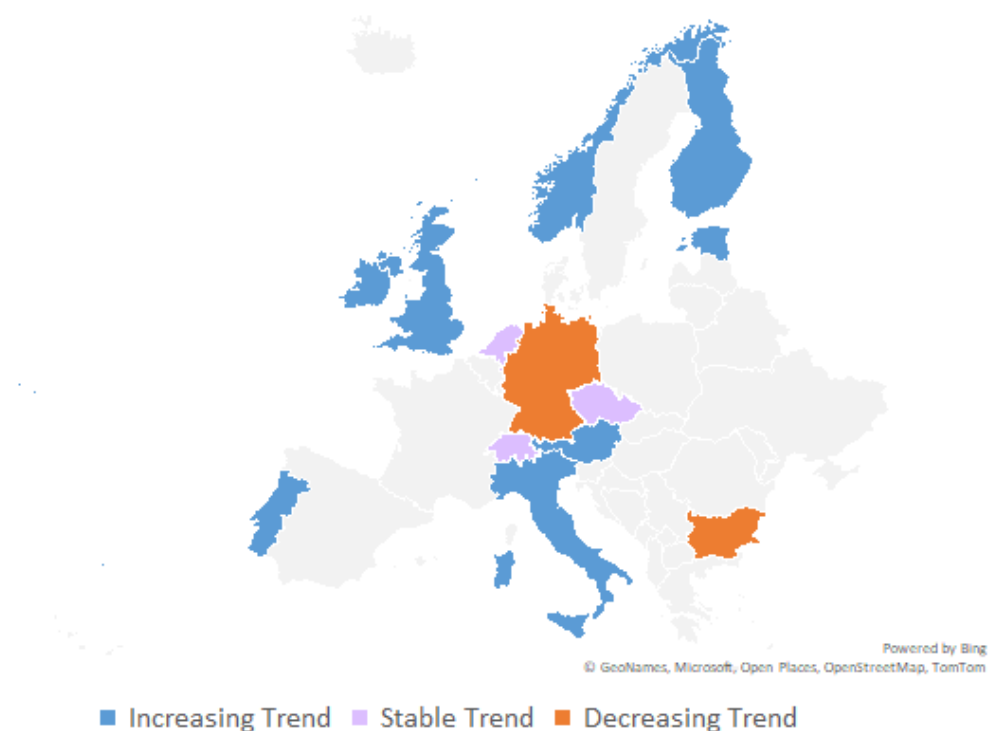 Powered by Bing
© GeoNames, Microsoft, Open Places, OpenStreetMap, TomTom
Increasing Trend Stable Trend Decreasing Trend